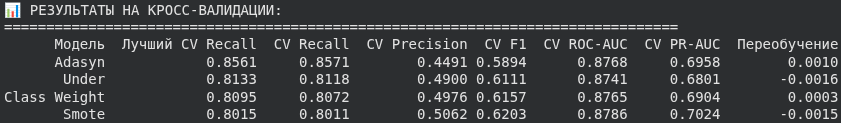 📊 РЕЗУЛЬТАТЫ НА КРОСС-ВАЛИДАЦИИ:
================================================================================
Модель Лучший CV Recall CV Recall CV Precision CV F1 CV ROC-AUC CV PR-AUC Переобучение
Adasyn 0.8561 0.8571 0.4491 0.5894 0.8768 0.6958 0.0010
Under 0.8133 0.8118 0.4900 0.6111 0.8741 0.6801 -0.0016
Class Weight 0.8095 0.8072 0.4976 0.6157 0.8765 0.6904 0.0003
Smote 0.8015 0.8011 0.5062 0.6203 0.8786 0.7024 -0.0015